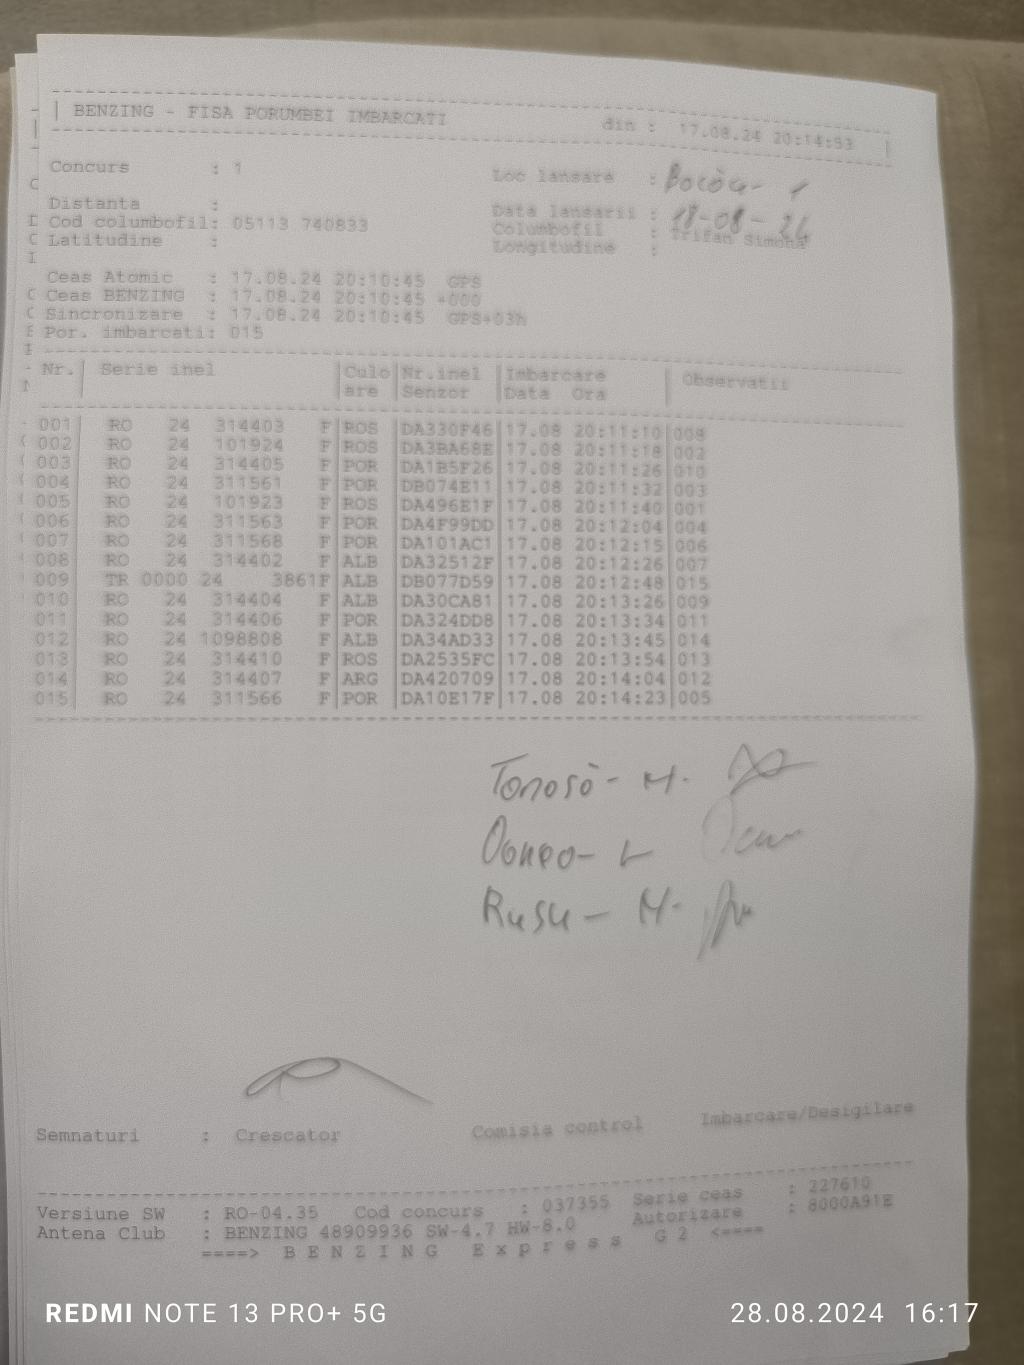 BENZING - FISA PORUMBEI IMBARCATI din : 17.08.24 20:14:53
Concurs : 1 Loc lansare :
Distanta : Data lansarii : 18-08-24
Cod columbofil: 05113 740833 Columbofil : Trifan Simona
Latitudine : Longitudine :
Ceas Atomic : 17.08.24 20:10:45 GPS
Ceas BENZING : 17.08.24 20:10:45 +000
Sincronizare : 17.08.24 20:10:45 GPS+03h
Por. imbarcati: 015
Nr. Serie inel Culo Nr.inel Imbarcare Observatii
are Senzor Data Ora
001 RO 24 314403 F ROS DA330F46 17.08 20:11:10 008
002 RO 24 101924 F ROS DA3BA68E 17.08 20:11:18 002
003 RO 24 314405 F POR DA1B5F26 17.08 20:11:26 010
004 RO 24 311561 F POR DB074E11 17.08 20:11:32 003
005 RO 24 101923 F ROS DA496E1F 17.08 20:11:40 001
006 RO 24 311563 F POR DA4F99DD 17.08 20:12:04 004
007 RO 24 311568 F POR DA101AC1 17.08 20:12:15 006
008 RO 24 314402 F ALB DA32512F 17.08 20:12:26 007
009 TR 0000 24 3861F ALB DB077D59 17.08 20:12:48 015
010 RO 24 314404 F ALB DA30CA81 17.08 20:13:26 009
011 RO 24 314406 F POR DA324DD8 17.08 20:13:34 011
012 RO 24 1098808 F ALB DA34AD33 17.08 20:13:45 014
013 RO 24 314410 F ROS DA2535FC 17.08 20:13:54 013
014 RO 24 314407 F ARG DA420709 17.08 20:14:04 012
015 RO 24 311566 F POR DA10E17F 17.08 20:14:23 005
M.
Rusu - M.
Semnaturi : Crescator Comisia control Imbarcare/Desigilare
Versiune SW : RO-04.35 Cod concurs : 037355 Serie ceas : 227610
Antena Club : BENZING 48909936 SW-4.7 HW-8.0 Autorizare : 8000A91E
====> B E N Z I N G E x p r e s s G 2 <====
REDMI NOTE 13 PRO+ 5G 28.08.2024 16:17